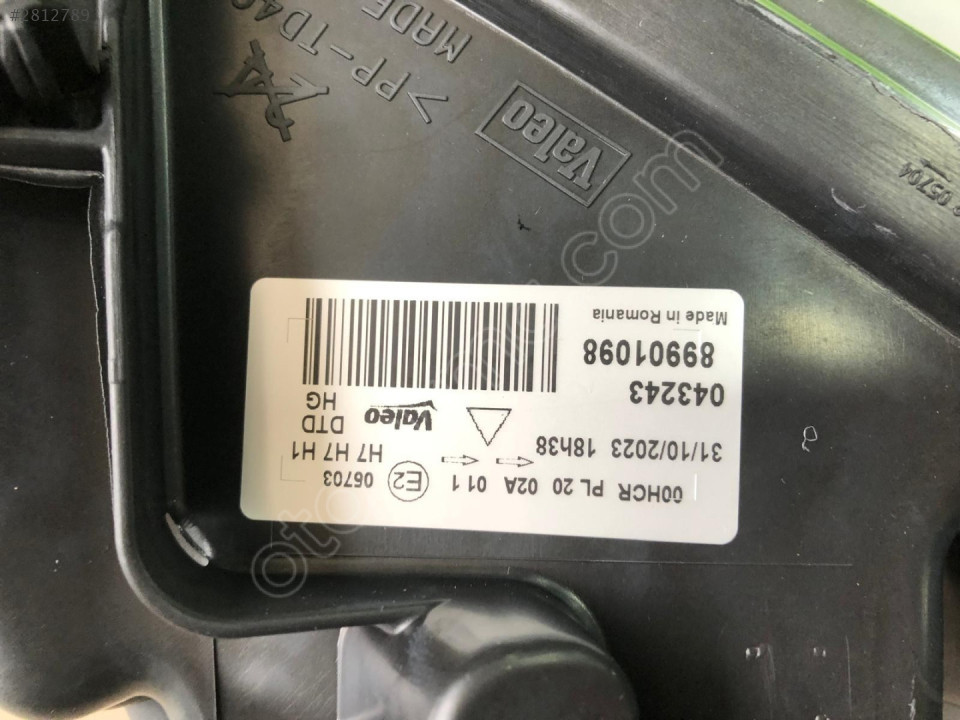 #2812789
>PP-TD40
MADE
Valeo
05704
00HCR PL 20 02A 01 1
E2
06703
31/10/2023 18h38
H7 H7 H1
043243
Valeo
DTD
HG
89901098
Made in Romania